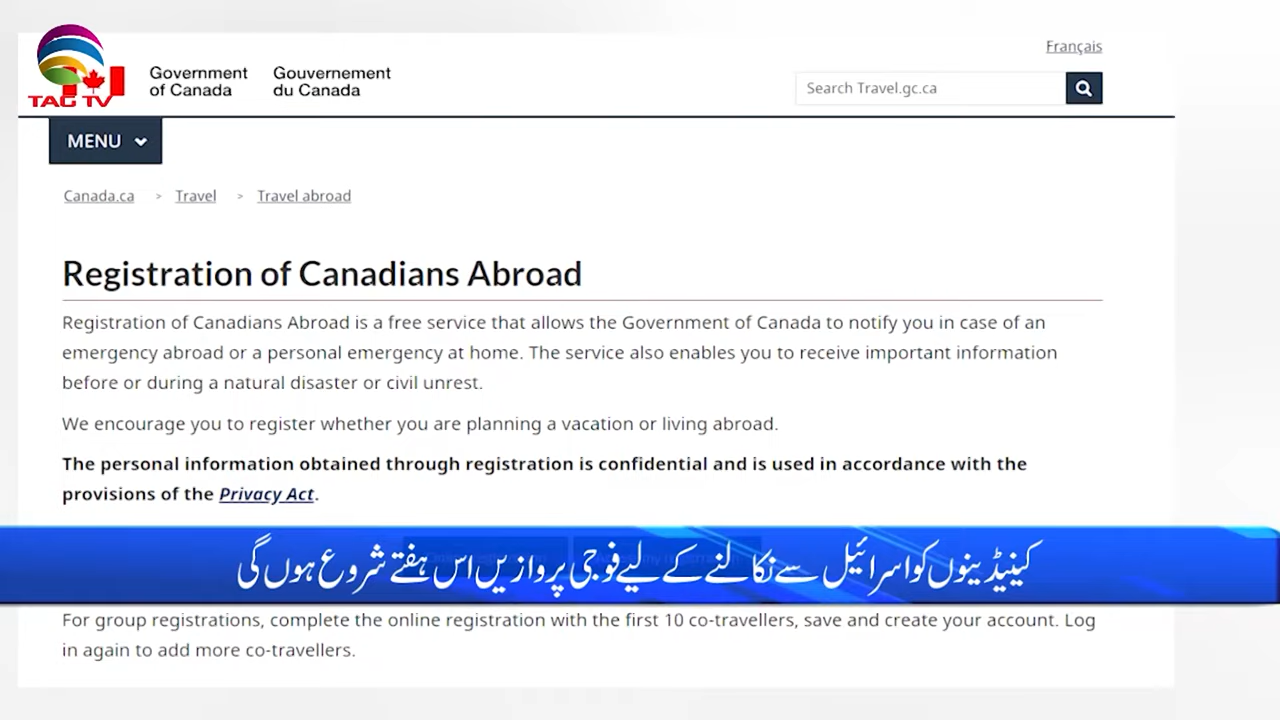 TAG TV
Government
of Canada
Gouvernement
du Canada
Français
Search Travel.gc.ca
MENU
Canada.ca > Travel > Travel abroad
Registration of Canadians Abroad
Registration of Canadians Abroad is a free service that allows the Government of Canada to notify you in case of an
emergency abroad or a personal emergency at home. The service also enables you to receive important information
before or during a natural disaster or civil unrest.
We encourage you to register whether you are planning a vacation or living abroad.
The personal information obtained through registration is confidential and is used in accordance with the
provisions of the Privacy Act.
کینیڈینوں کو اسرائیل سے نکالنے کے لیے فوجی پروازیں اس ہفتے شروع ہوں گی
For group registrations, complete the online registration with the first 10 co-travellers, save and create your account. Log
in again to add more co-travellers.